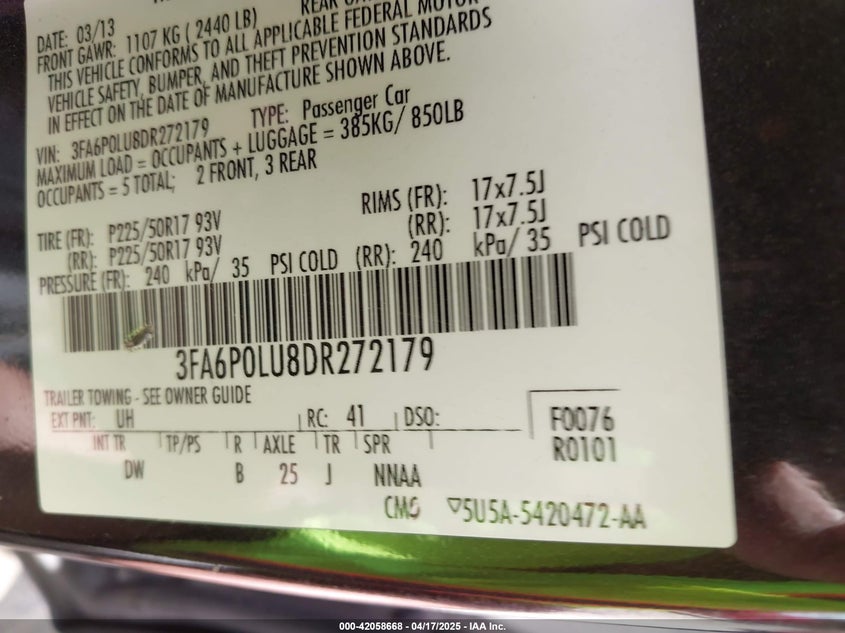 DATE: 03/13
FRONT GAWR: 1107 KG ( 2440 LB)
THIS VEHICLE CONFORMS TO ALL APPLICABLE FEDERAL MOTOR
VEHICLE SAFETY, BUMPER, AND THEFT PREVENTION STANDARDS
IN EFFECT ON THE DATE OF MANUFACTURE SHOWN ABOVE.
VIN: 3FA6P0LU8DR272179 TYPE: Passenger Car
MAXIMUM LOAD = OCCUPANTS + LUGGAGE = 385KG/ 850LB
OCCUPANTS = 5 TOTAL; 2 FRONT, 3 REAR
TIRE (FR): P225/50R17 93V RIMS (FR): 17x7.5J
(RR): P225/50R17 93V (RR): 17x7.5J
PRESSURE (FR): 240 kPa/ 35 PSI COLD (RR): 240 kPa/ 35 PSI COLD
3FA6P0LU8DR272179
TRAILER TOWING - SEE OWNER GUIDE
EXT PNT: UH RC: 41 DSO: F0076
INT TR TP/PS R AXLE TR SPR R0101
DW B 25 J NNAA
▽5U5A-5420472-AA
000-42058668 - 04/17/2025 - IAA Inc.